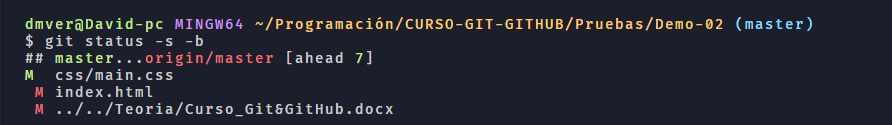 dmver@David-pc MINGW64 ~/Programación/CURSO-GIT-GITHUB/Pruebas/Demo-02 (master)
$ git status -s -b
## master...origin/master [ahead 7]
M  css/main.css
 M index.html
 M ../../Teoria/Curso_Git&GitHub.docx